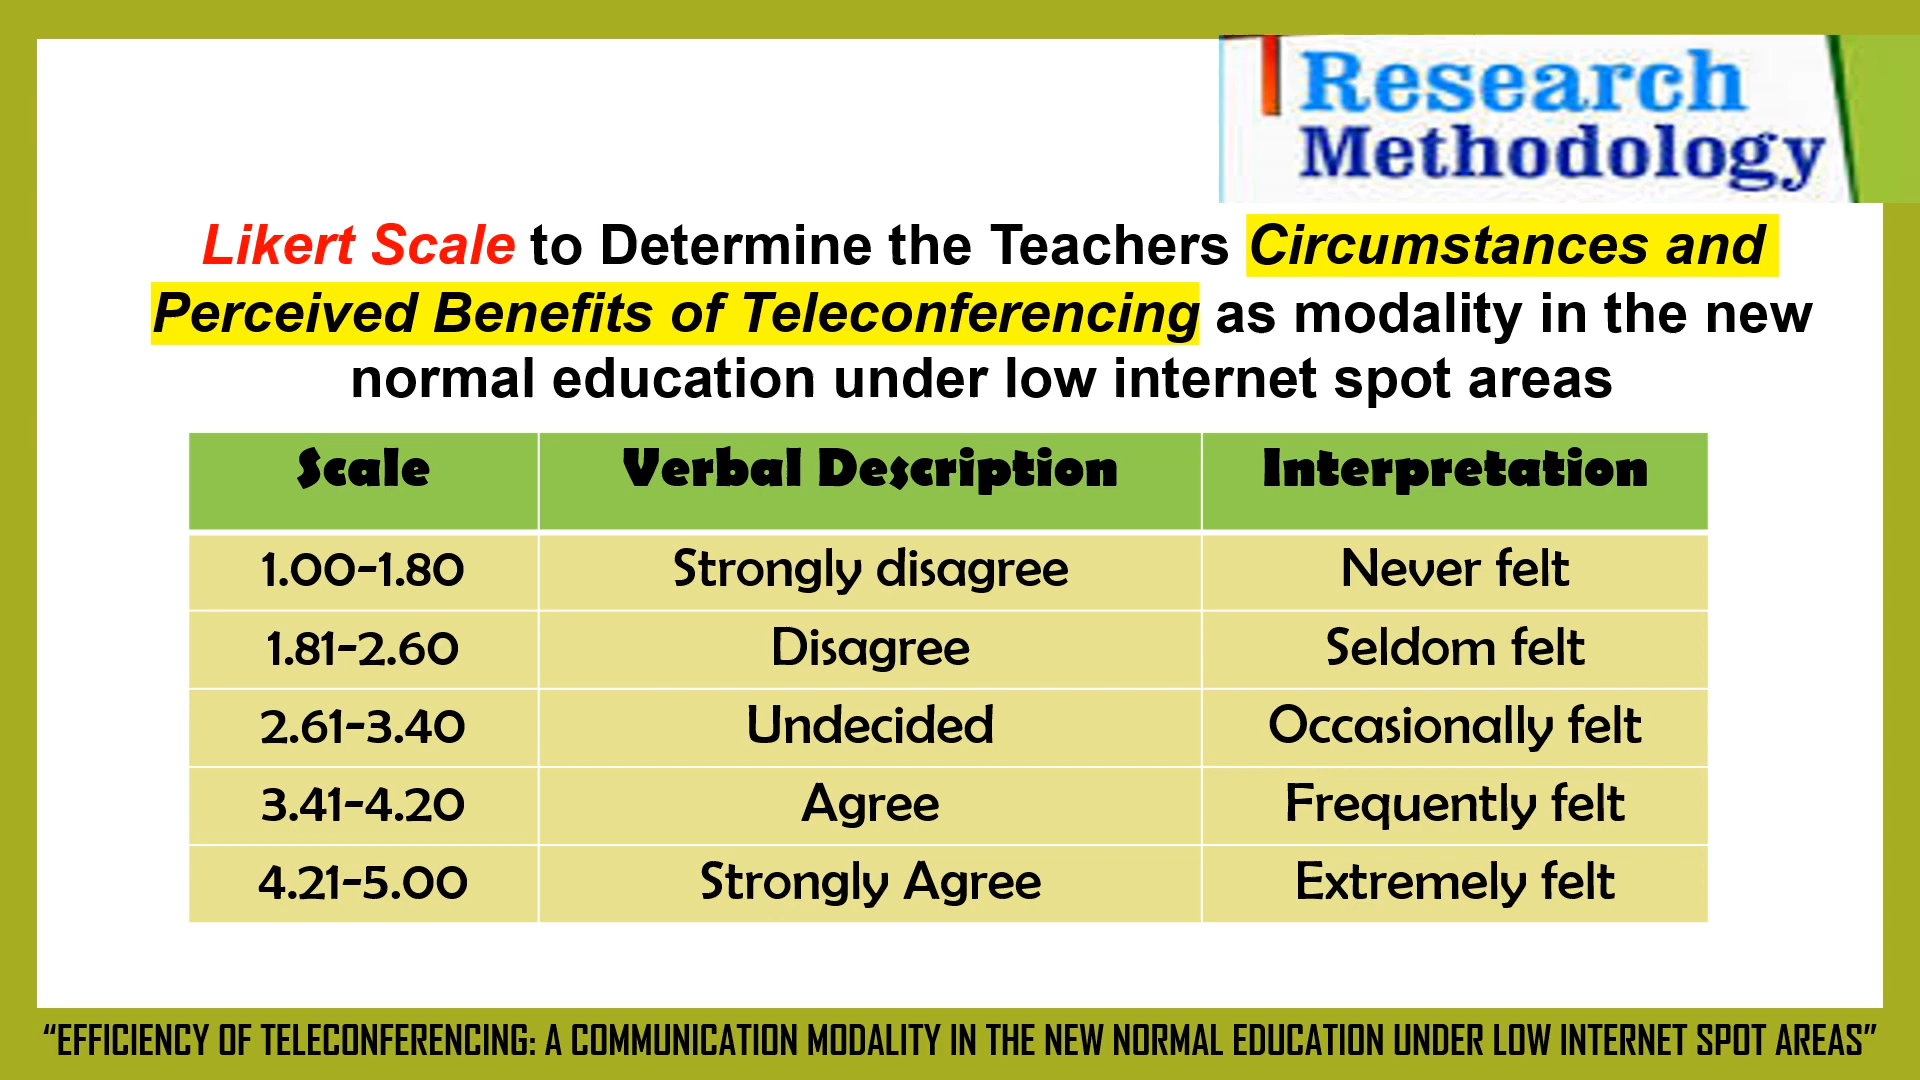 Research
Methodology
Likert Scale to Determine the Teachers Circumstances and
Perceived Benefits of Teleconferencing as modality in the new
normal education under low internet spot areas
Scale Verbal Description Interpretation
1.00-1.80 Strongly disagree Never felt
1.81-2.60 Disagree Seldom felt
2.61-3.40 Undecided Occasionally felt
3.41-4.20 Agree Frequently felt
4.21-5.00 Strongly Agree Extremely felt
“EFFICIENCY OF TELECONFERENCING: A COMMUNICATION MODALITY IN THE NEW NORMAL EDUCATION UNDER LOW INTERNET SPOT AREAS”